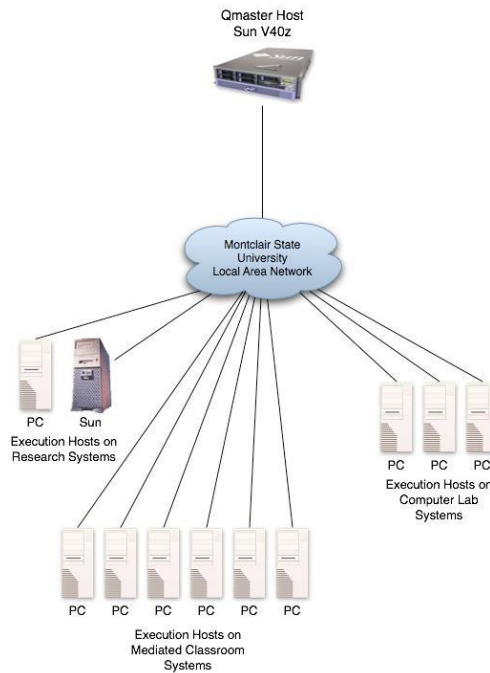 Qmaster Host
Sun V40z
Montclair State
University
Local Area Network
PC
Sun
Execution Hosts on
Research Systems
PC
PC
PC
Execution Hosts on
Computer Lab
Systems
PC
PC
PC
PC
PC
PC
Execution Hosts on
Mediated Classroom
Systems